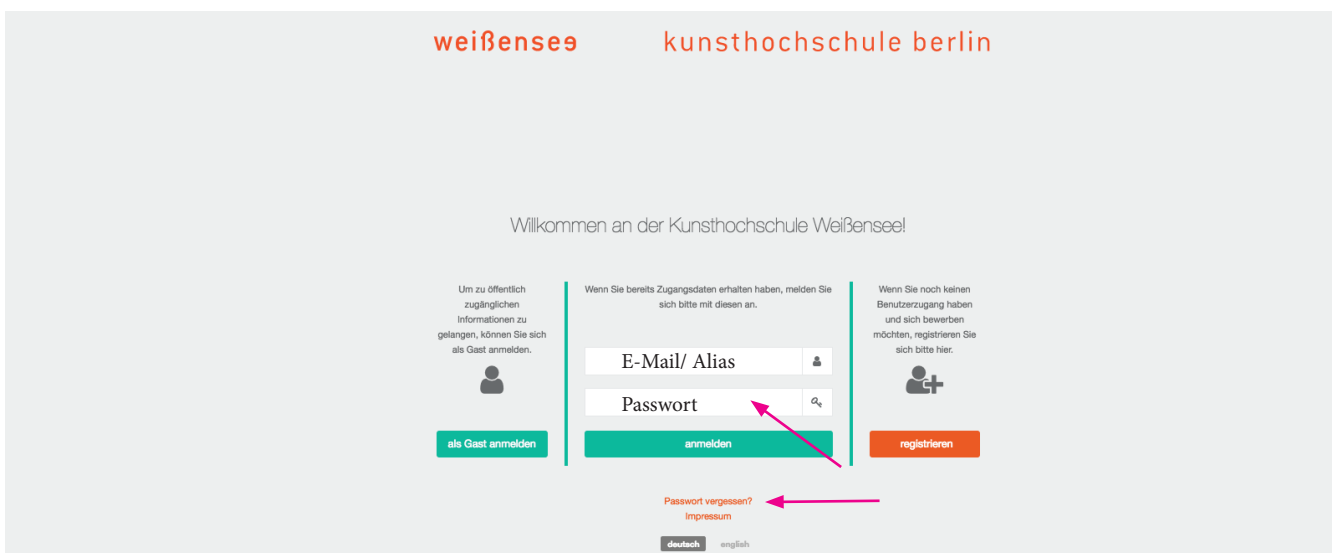 weißensee kunsthochschule berlin
Willkommen an der Kunsthochschule Weißensee!
Um zu öffentlich
zugänglichen
Informationen zu
gelangen, können Sie sich
als Gast anmelden.
als Gast anmelden
Wenn Sie bereits Zugangsdaten erhalten haben, melden Sie
sich bitte mit diesen an.
E-Mail/ Alias
Passwort
anmelden
Wenn Sie noch keinen
Benutzerzugang haben
und sich bewerben
möchten, registrieren Sie
sich bitte hier.
registrieren
Passwort vergessen?
Impressum
deutsch english